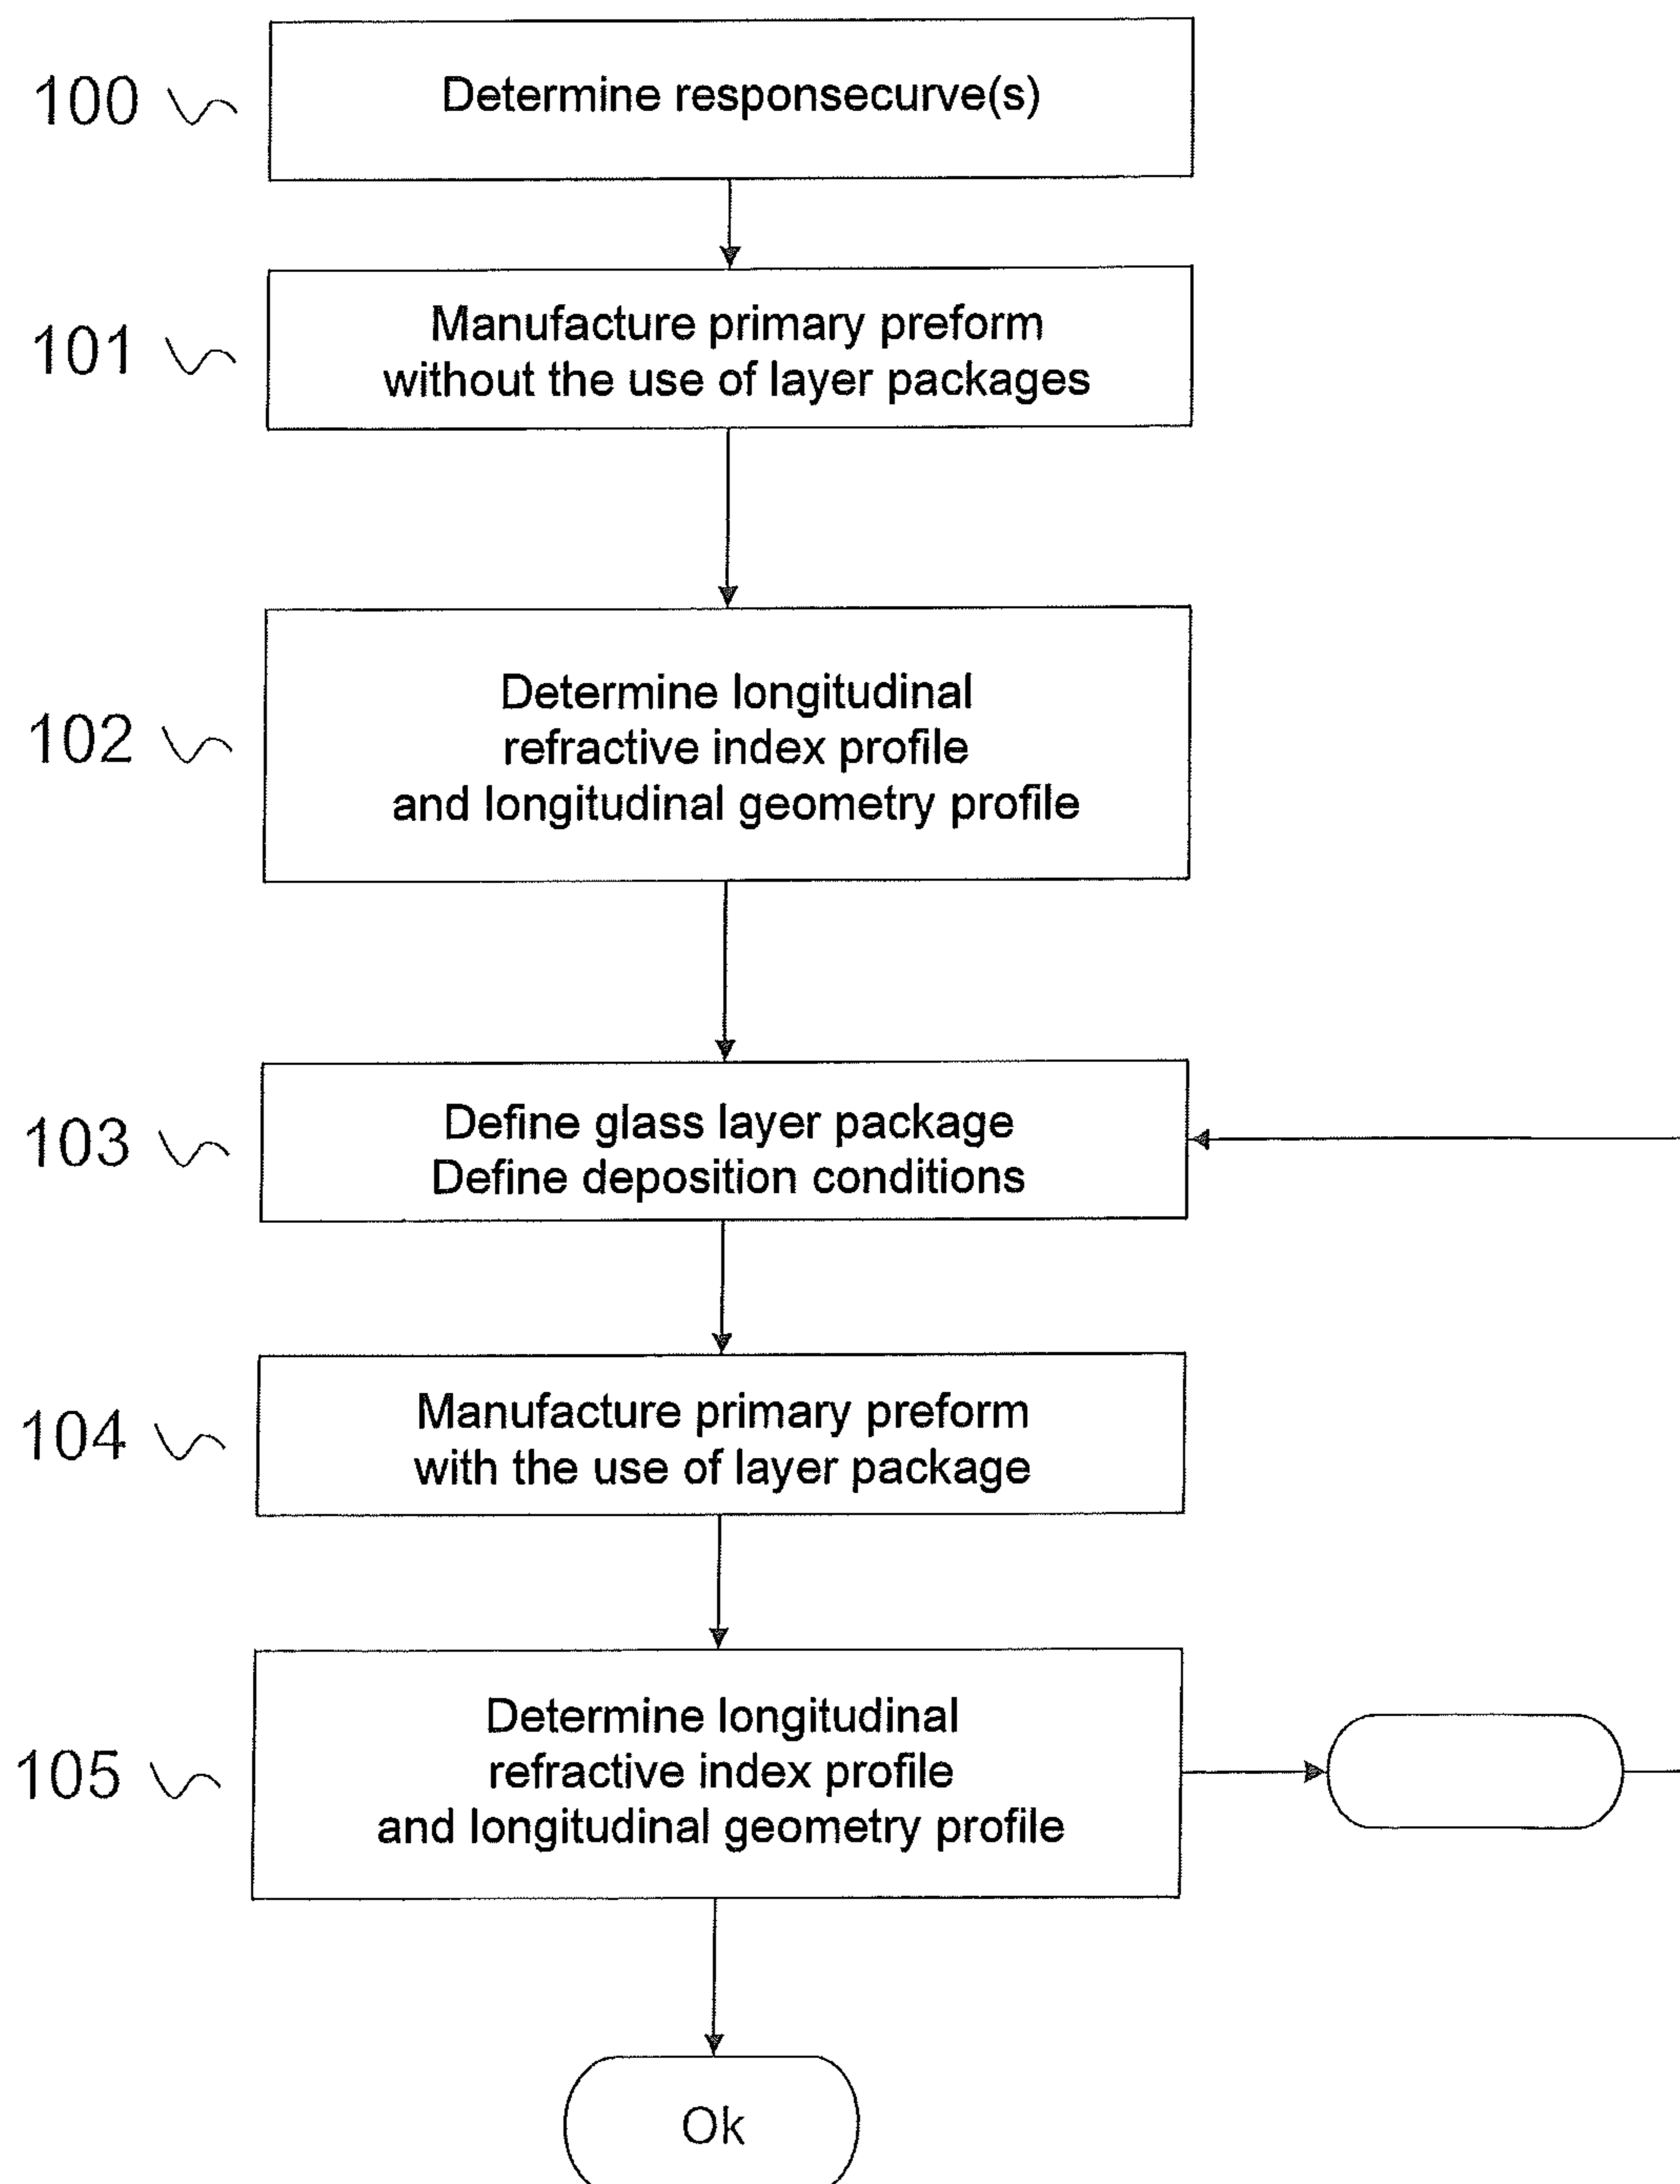 100
Determine responsecurve(s)
101
Manufacture primary preform
without the use of layer packages
102
Determine longitudinal
refractive index profile
and longitudinal geometry profile
103
Define glass layer package
Define deposition conditions
104
Manufacture primary preform
with the use of layer package
105
Determine longitudinal
refractive index profile
and longitudinal geometry profile
Ok